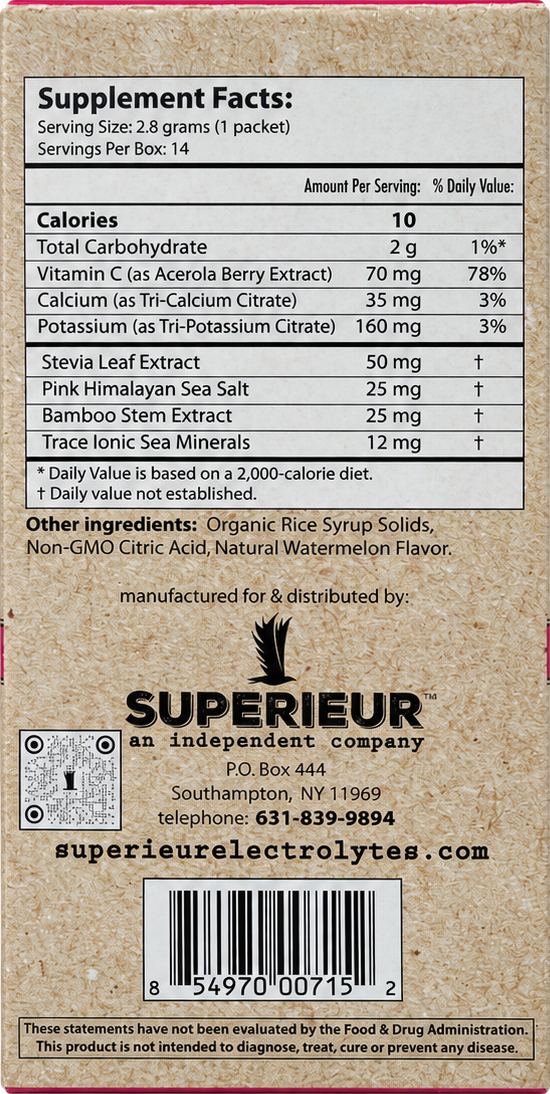 Supplement Facts:
Serving Size: 2.8 grams (1 packet)
Servings Per Box: 14
Amount Per Serving: % Daily Value:
Calories 10
Total Carbohydrate 2 g 1%*
Vitamin C (as Acerola Berry Extract) 70 mg 78%
Calcium (as Tri-Calcium Citrate) 35 mg 3%
Potassium (as Tri-Potassium Citrate) 160 mg 3%
Stevia Leaf Extract 50 mg †
Pink Himalayan Sea Salt 25 mg †
Bamboo Stem Extract 25 mg †
Trace Ionic Sea Minerals 12 mg †
* Daily Value is based on a 2,000-calorie diet.
† Daily value not established.
Other ingredients: Organic Rice Syrup Solids,
Non-GMO Citric Acid, Natural Watermelon Flavor.
manufactured for & distributed by:
SUPERIEUR™
an independent company
P.O. Box 444
Southampton, NY 11969
telephone: 631-839-9894
superieurelectrolytes.com
8 54970 00715 2
These statements have not been evaluated by the Food & Drug Administration.
This product is not intended to diagnose, treat, cure or prevent any disease.